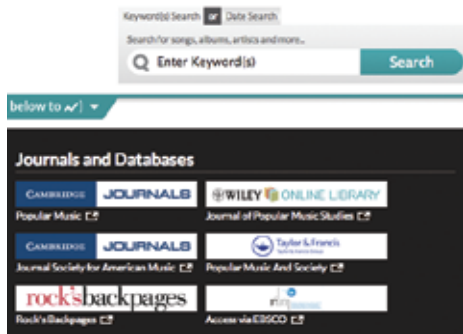 Keyword(s) Search or Date Search
Search for songs, albums, artists and more..
Enter Keyword(s)
Search
below to
Journals and Databases
CAMBRIDGE JOURNALS
WILEY ONLINE LIBRARY
Popular Music
Journal of Popular Music Studies
CAMBRIDGE JOURNALS
Taylor & Francis
Journal Society for American Music
Popular Music And Society
rock'sbackpages
Rock's Backpages
Access via EBSCO